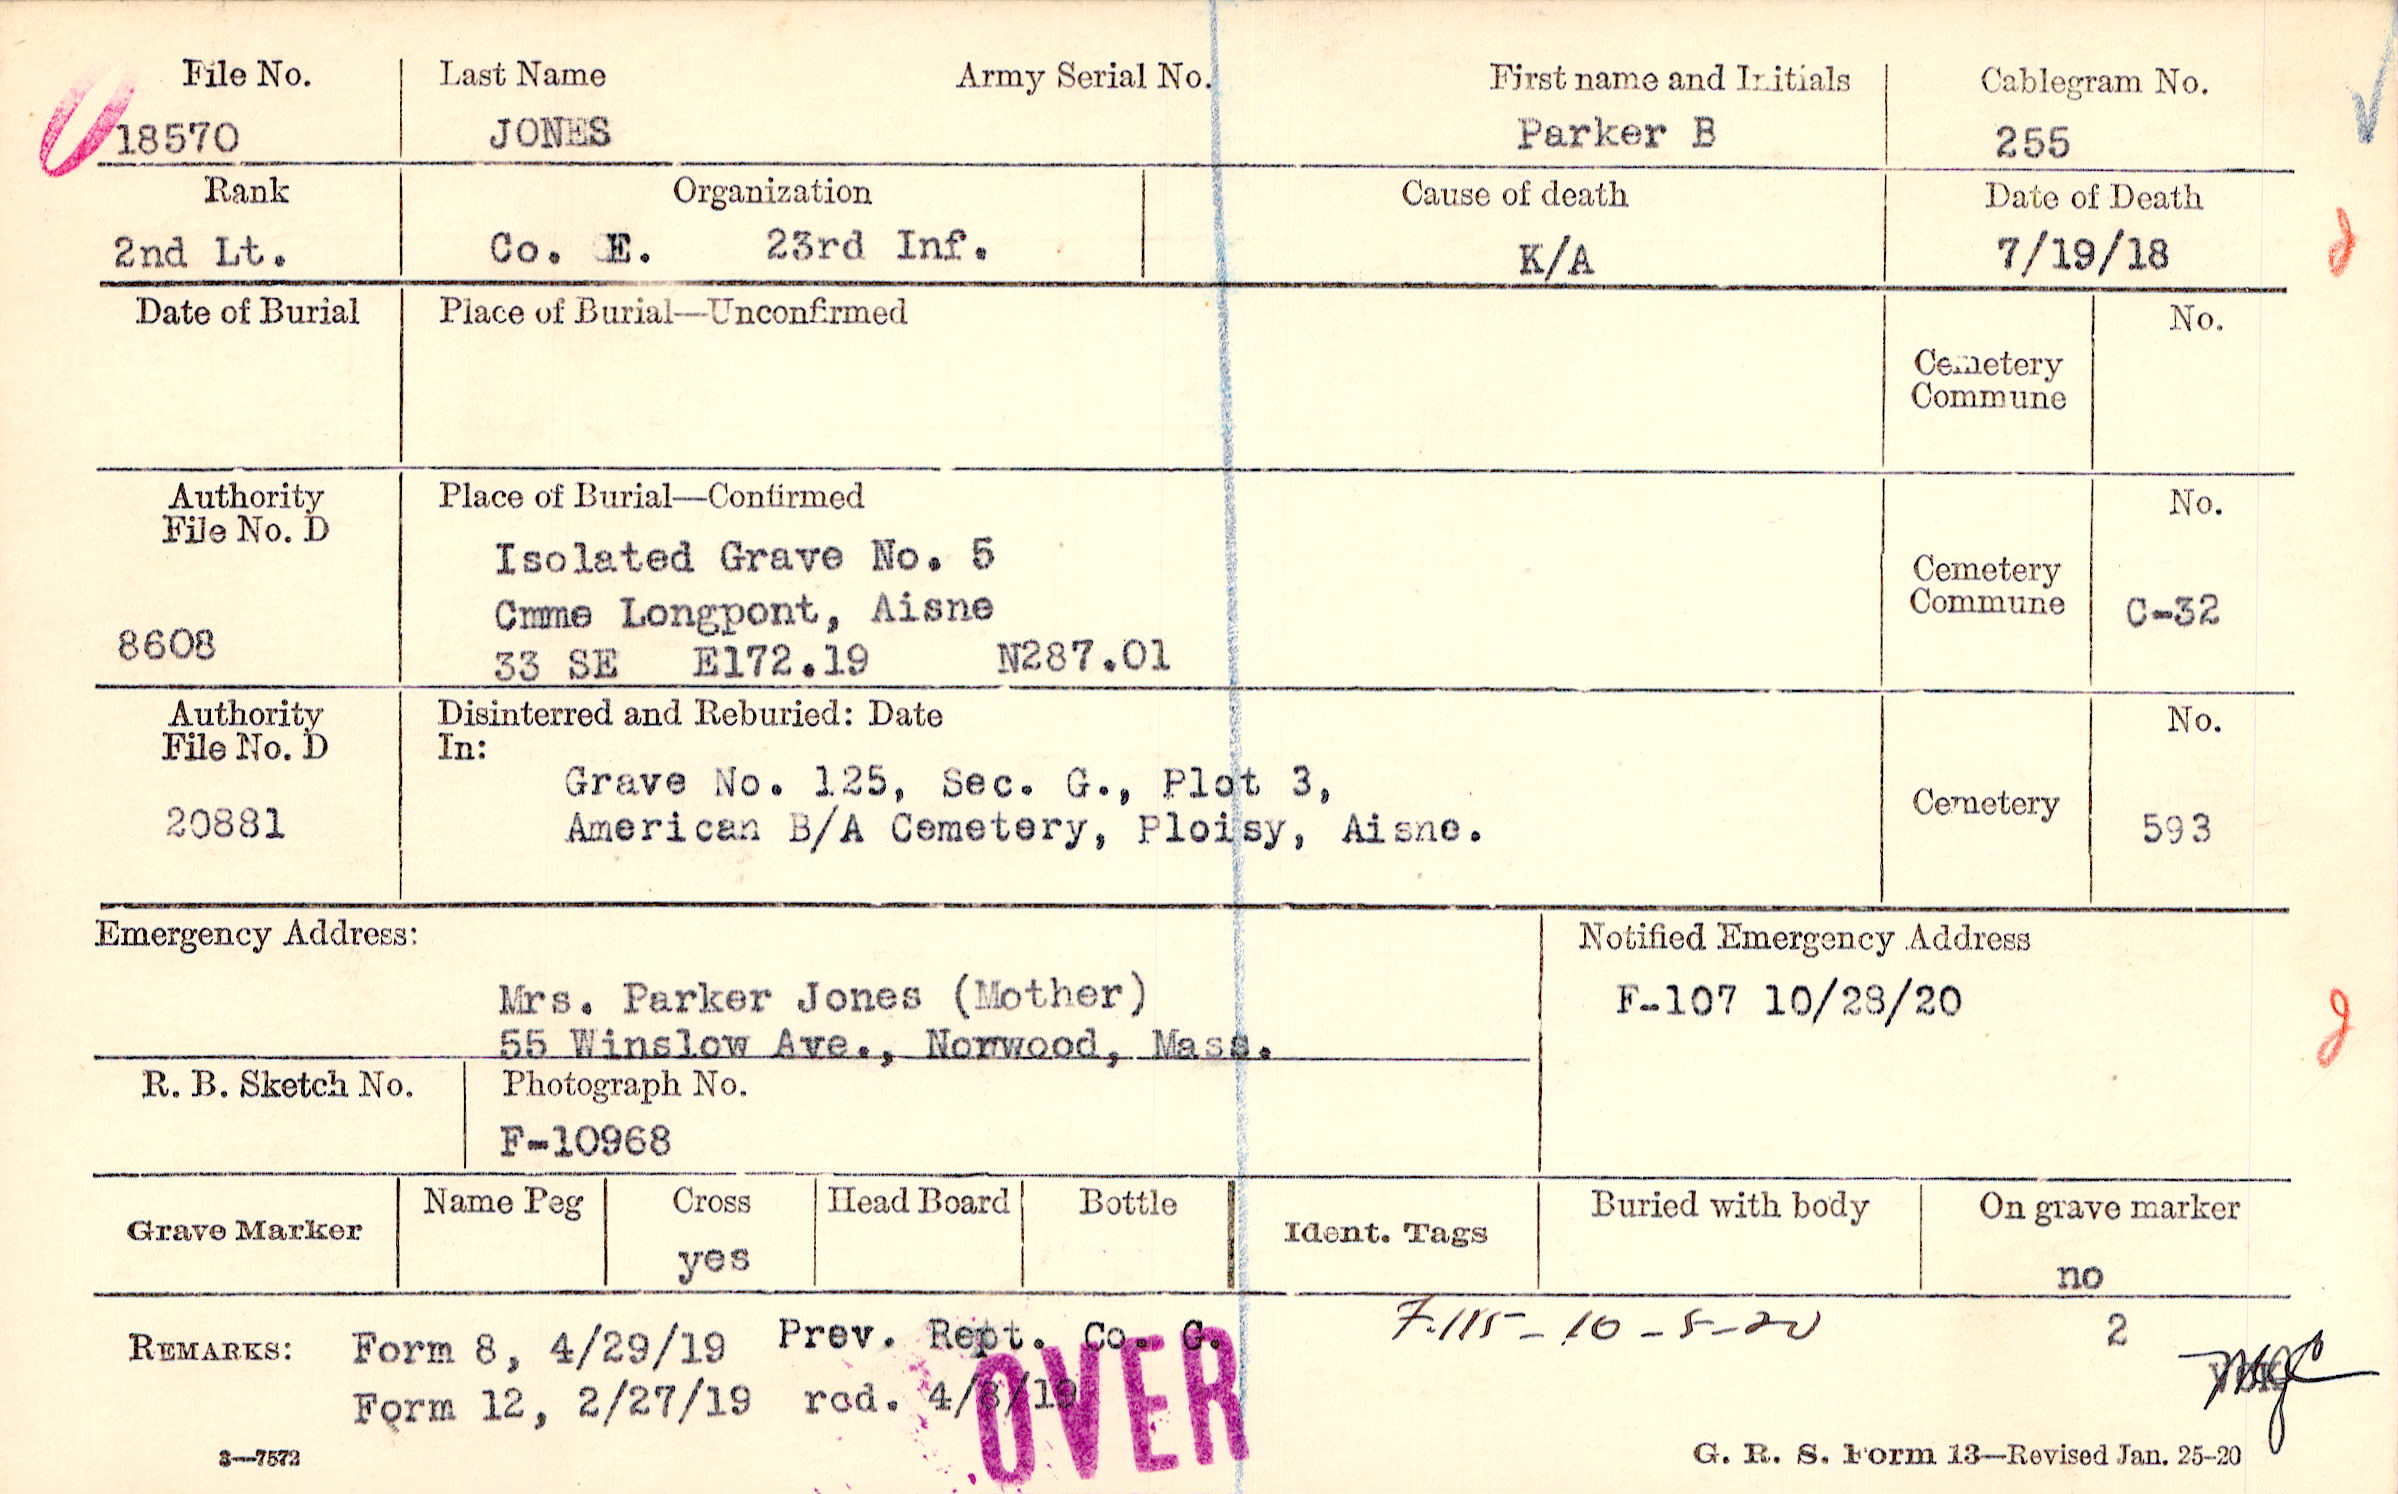 File No. Last Name Army Serial No. First name and Initials Cablegram No.
18570 JONES Parker B 255
Rank Organization Cause of death Date of Death
2nd Lt. Co. E. 23rd Inf. K/A 7/19/18
Date of Burial Place of Burial—Unconfirmed No.
Cemetery
Commune
Authority Place of Burial—Confirmed No.
File No. D
Isolated Grave No. 5
Cemetery
Cmme Longpont, Aisne Commune C-32
8608 33 SE E172.19 N287.01
Authority Disinterred and Reburied: Date No.
File No. D In:
Grave No. 125, Sec. G., Plot 3,
20881 American B/A Cemetery, Ploisy, Aisne. Cemetery 593
Emergency Address: Notified Emergency Address
Mrs. Parker Jones (Mother) F-107 10/28/20
55 Winslow Ave., Norwood, Mass.
R. B. Sketch No. Photograph No.
F-10968
Grave Marker Name Peg Cross Head Board Bottle Ident. Tags Buried with body On grave marker
yes no
REMARKS: Form 8, 4/29/19 Prev. Rept. Co. G. F.115-10-5-20 2
Form 12, 2/27/19 rcd. 4/8/19
OVER
3—7572 G. R. S. Form 13—Revised Jan. 25-20